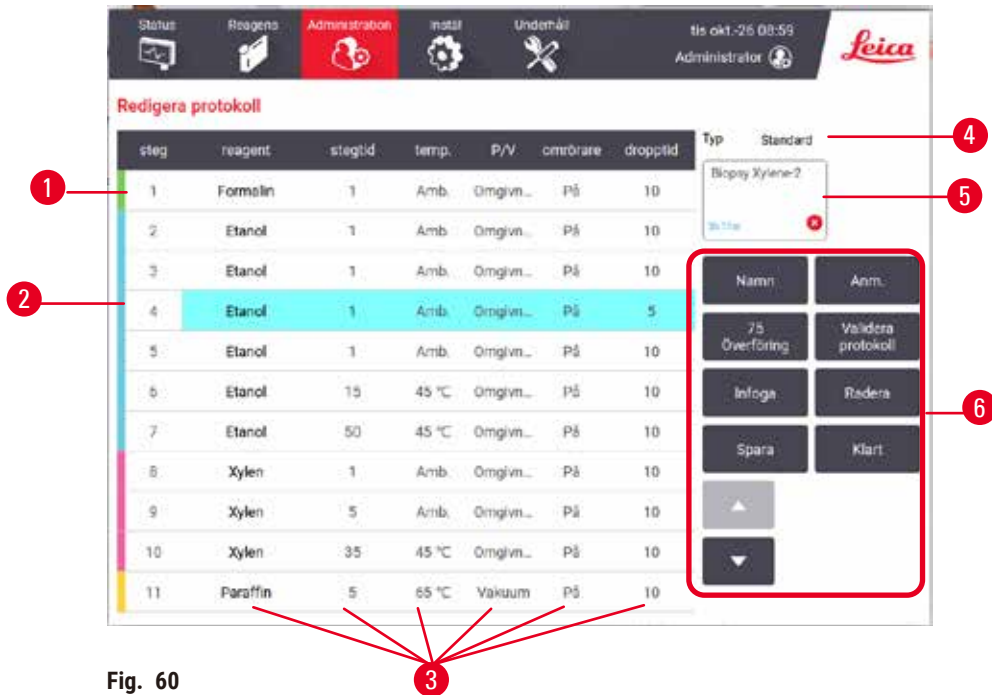 Status Reagens Administration Inställ Underhåll tis okt.-26 08:59
Administrator
Leica
Redigera protokoll
steg reagent stegtid temp. P/V omrörare dropptid
Typ Standard
4
Biopsy Xylene-2
5
1
1 Formalin 1 Amb. Omgivn... På 10
2 Etanol 1 Amb. Omgivn... På 10
3 Etanol 1 Amb. Omgivn... På 10
2
4 Etanol 1 Amb. Omgivn... På 5
5 Etanol 1 Amb. Omgivn... På 10
6 Etanol 15 45 °C Omgivn... På 10
7 Etanol 50 45 °C Omgivn... På 10
8 Xylen 1 Amb. Omgivn... På 10
9 Xylen 5 Amb. Omgivn... På 10
10 Xylen 35 45 °C Omgivn... På 10
11 Paraffin 5 65 °C Vakuum På 10
Namn Anm.
75
Överföring
Validera
protokoll
Infoga Radera
6
Spara Klart
3
Fig. 60